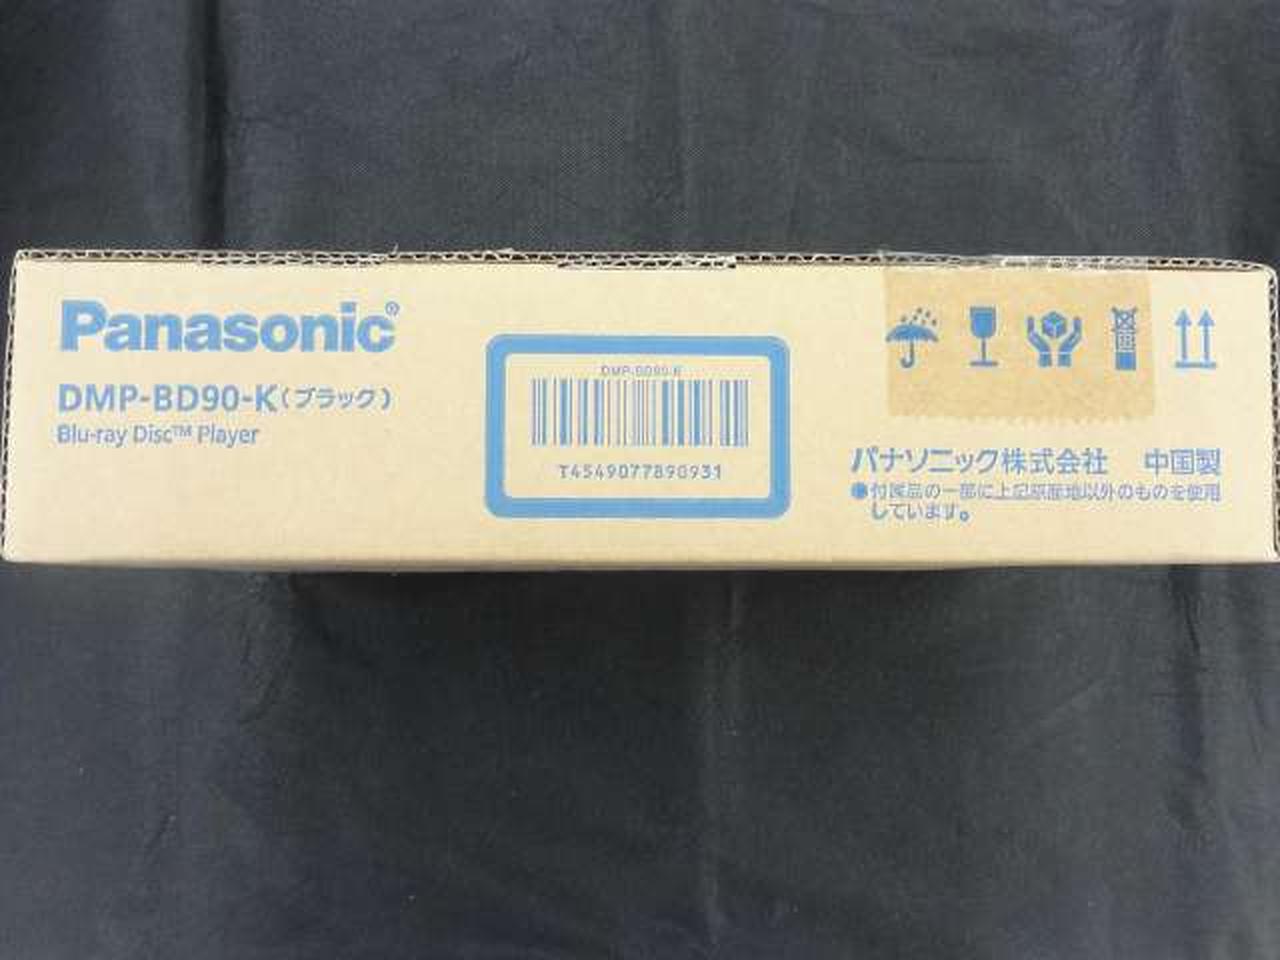 Panasonic®
DMP-BD90-K(ブラック)
Blu-ray Disc™ Player
DMP-BD90-K
T4549077890931
パナソニック株式会社 中国製
●付属品の一部に上記原産地以外のものを使用
しています。